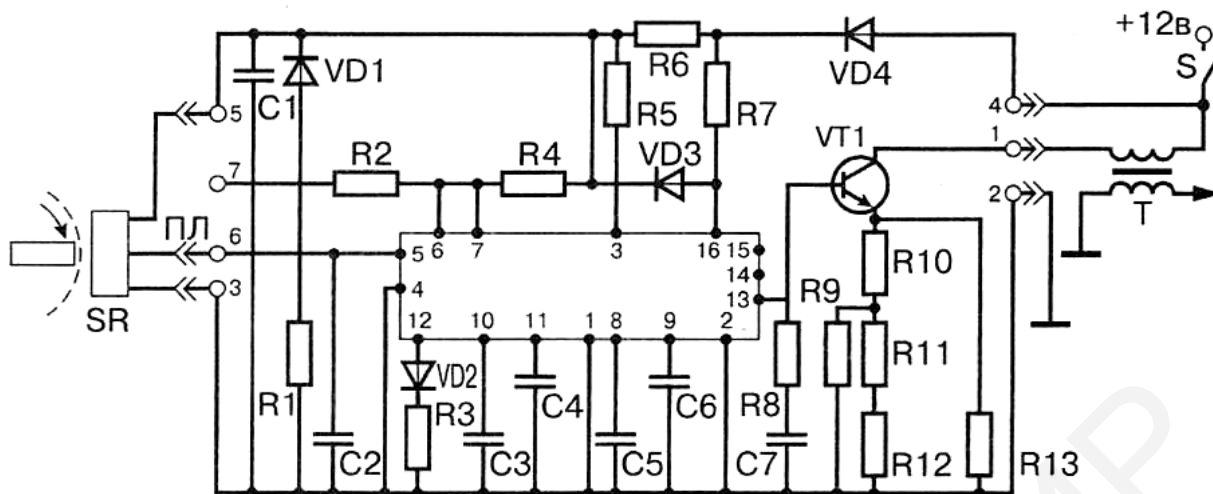 +12в
S
R6
VD1
VD4
C1
R5
R7
5
4
1
VT1
R2
R4
VD3
7
2
T
ПЛ
6
6
7
3
16
15
5
14
4
13
R10
3
R9
SR
12
10
11
1
8
9
2
VD2
R11
R1
R3
C4
C6
R8
C2
C3
C5
C7
R12
R13
МР